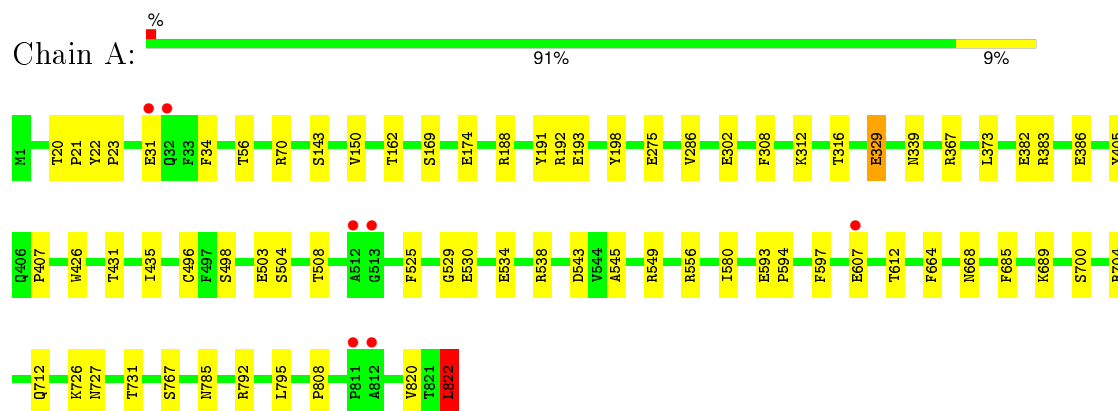 %
Chain A:
91% 9%
M1 T20 P21 Y22 P23 E31 Q32 F33 F34 T56 R70 S143 V150 T162 S169 E174 R188 Y191 R192 E193 Y198 E275 V286 E302 F308 K312 T316 E329 N339 R367 L373 E382 R383 E386 Y405
Q406 P407 W426 T431 I435 C496 F497 S498 E503 S504 T508 A512 G513 F525 G529 E530 E534 R538 D543 V544 A545 R549 R556 I580 E593 P594 F597 E607 T612 F664 N668 F685 K689 S700
Q712 K726 N727 T731 S767 N785 R792 L795 P808 P811 A812 V820 T821 L822